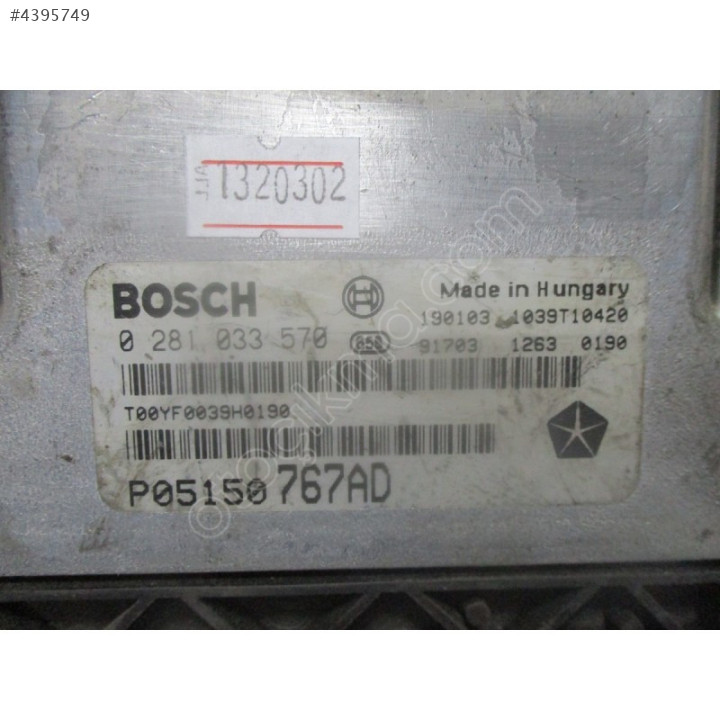 #4395749
1320302
BOSCH
Made in Hungary
0 281 033 570
190103 1039T10420
91703 1263 0190
T00YF0039H0190
P05150767AD